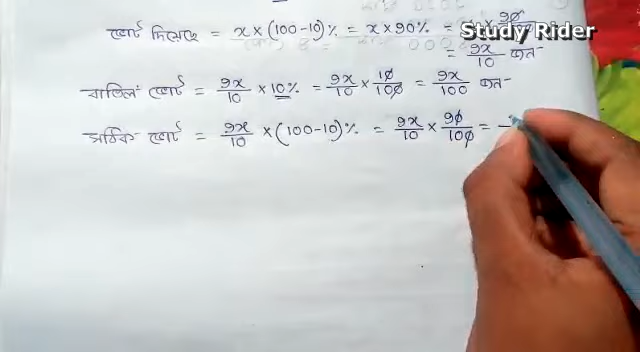 Study Rider
ভোট দিয়েছে = x × (100-10)% = x × 90% =
= 9x/10 জন
বাতিল ভোট = 9x/10 × 10% = 9x/10 × 10/100 = 9x/100 জন
সঠিক ভোট = 9x/10 × (100-10)% = 9x/10 × 90/100 =